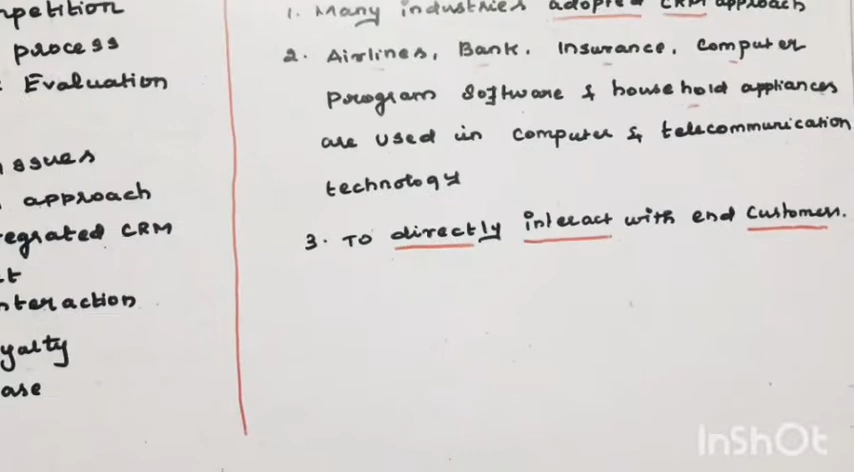 petition
process
Evaluation
issues
approach
egrated CRM
t
nteraction
yalty
ase
1. Many industries adopted CRM approach
2. Airlines, Bank, Insurance, Computer
Program Software & household appliances
are used in computer & telecommunication
technology
3. To directly interact with end Customers.
InShOt